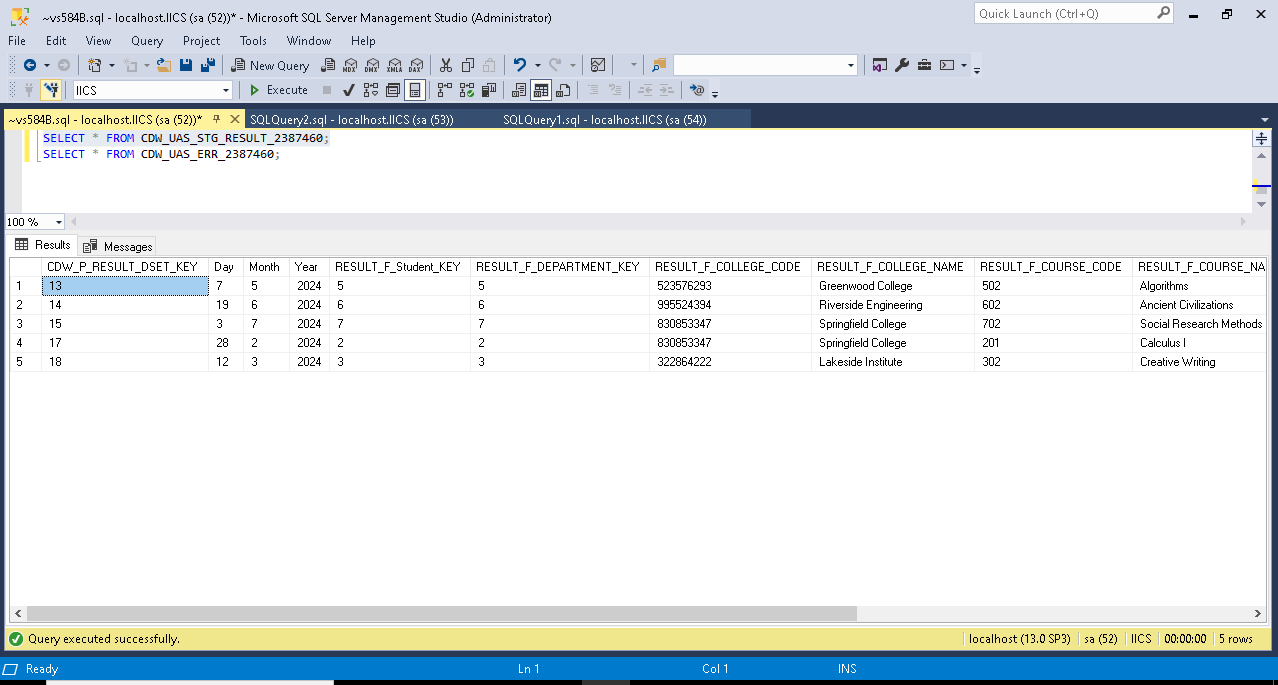 ~vs584B.sql - localhost.IICS (sa (52))* - Microsoft SQL Server Management Studio (Administrator)
Quick Launch (Ctrl+Q)
File Edit View Query Project Tools Window Help
New Query MDX DMX XMLA DAX
IICS Execute
~vs584B.sql - localhost.IICS (sa (52))* SQLQuery2.sql - localhost.IICS (sa (53)) SQLQuery1.sql - localhost.IICS (sa (54))
SELECT * FROM CDW_UAS_STG_RESULT_2387460;
SELECT * FROM CDW_UAS_ERR_2387460;
100 %
Results Messages
CDW_P_RESULT_DSET_KEY Day Month Year RESULT_F_Student_KEY RESULT_F_DEPARTMENT_KEY RESULT_F_COLLEGE_CODE RESULT_F_COLLEGE_NAME RESULT_F_COURSE_CODE RESULT_F_COURSE_NA
1 13 7 5 2024 5 5 523576293 Greenwood College 502 Algorithms
2 14 19 6 2024 6 6 995524394 Riverside Engineering 602 Ancient Civilizations
3 15 3 7 2024 7 7 830853347 Springfield College 702 Social Research Methods
4 17 28 2 2024 2 2 830853347 Springfield College 201 Calculus I
5 18 12 3 2024 3 3 322864222 Lakeside Institute 302 Creative Writing
Query executed successfully. localhost (13.0 SP3) sa (52) IICS 00:00:00 5 rows
Ready Ln 1 Col 1 INS